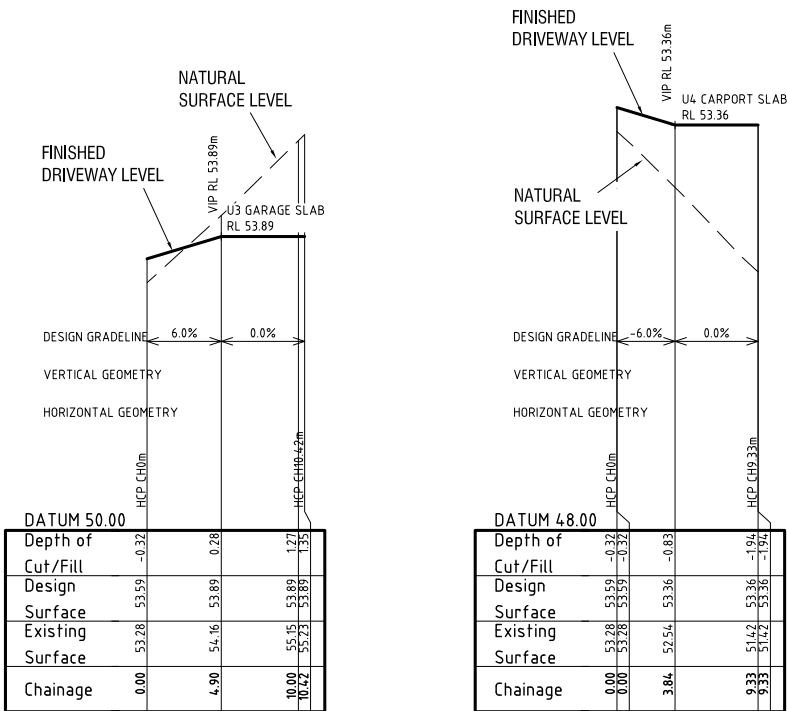 NATURAL
SURFACE LEVEL
FINISHED
DRIVEWAY LEVEL
VIP RL 53.89m
U3 GARAGE SLAB
RL 53.89
DESIGN GRADELINE 6.0% 0.0%
VERTICAL GEOMETRY
HORIZONTAL GEOMETRY
HCP CH0m
HCP CH10.42m
DATUM 50.00
Depth of
Cut/Fill -0.32 0.28 1.27 1.35
Design
Surface 53.59 53.89 53.89 53.89
Existing
Surface 53.28 54.16 55.15 55.23
Chainage 0.00 4.90 10.00 10.42
FINISHED
DRIVEWAY LEVEL
VIP RL 53.36m
U4 CARPORT SLAB
RL 53.36
NATURAL
SURFACE LEVEL
DESIGN GRADELINE -6.0% 0.0%
VERTICAL GEOMETRY
HORIZONTAL GEOMETRY
HCP CH0m
HCP CH9.33m
DATUM 48.00
Depth of
Cut/Fill -0.32 -0.32 -0.83 -1.94 -1.94
Design
Surface 53.59 53.59 53.36 53.36 53.36
Existing
Surface 53.28 53.28 52.54 51.42 51.42
Chainage 0.00 0.00 3.84 9.33 9.33